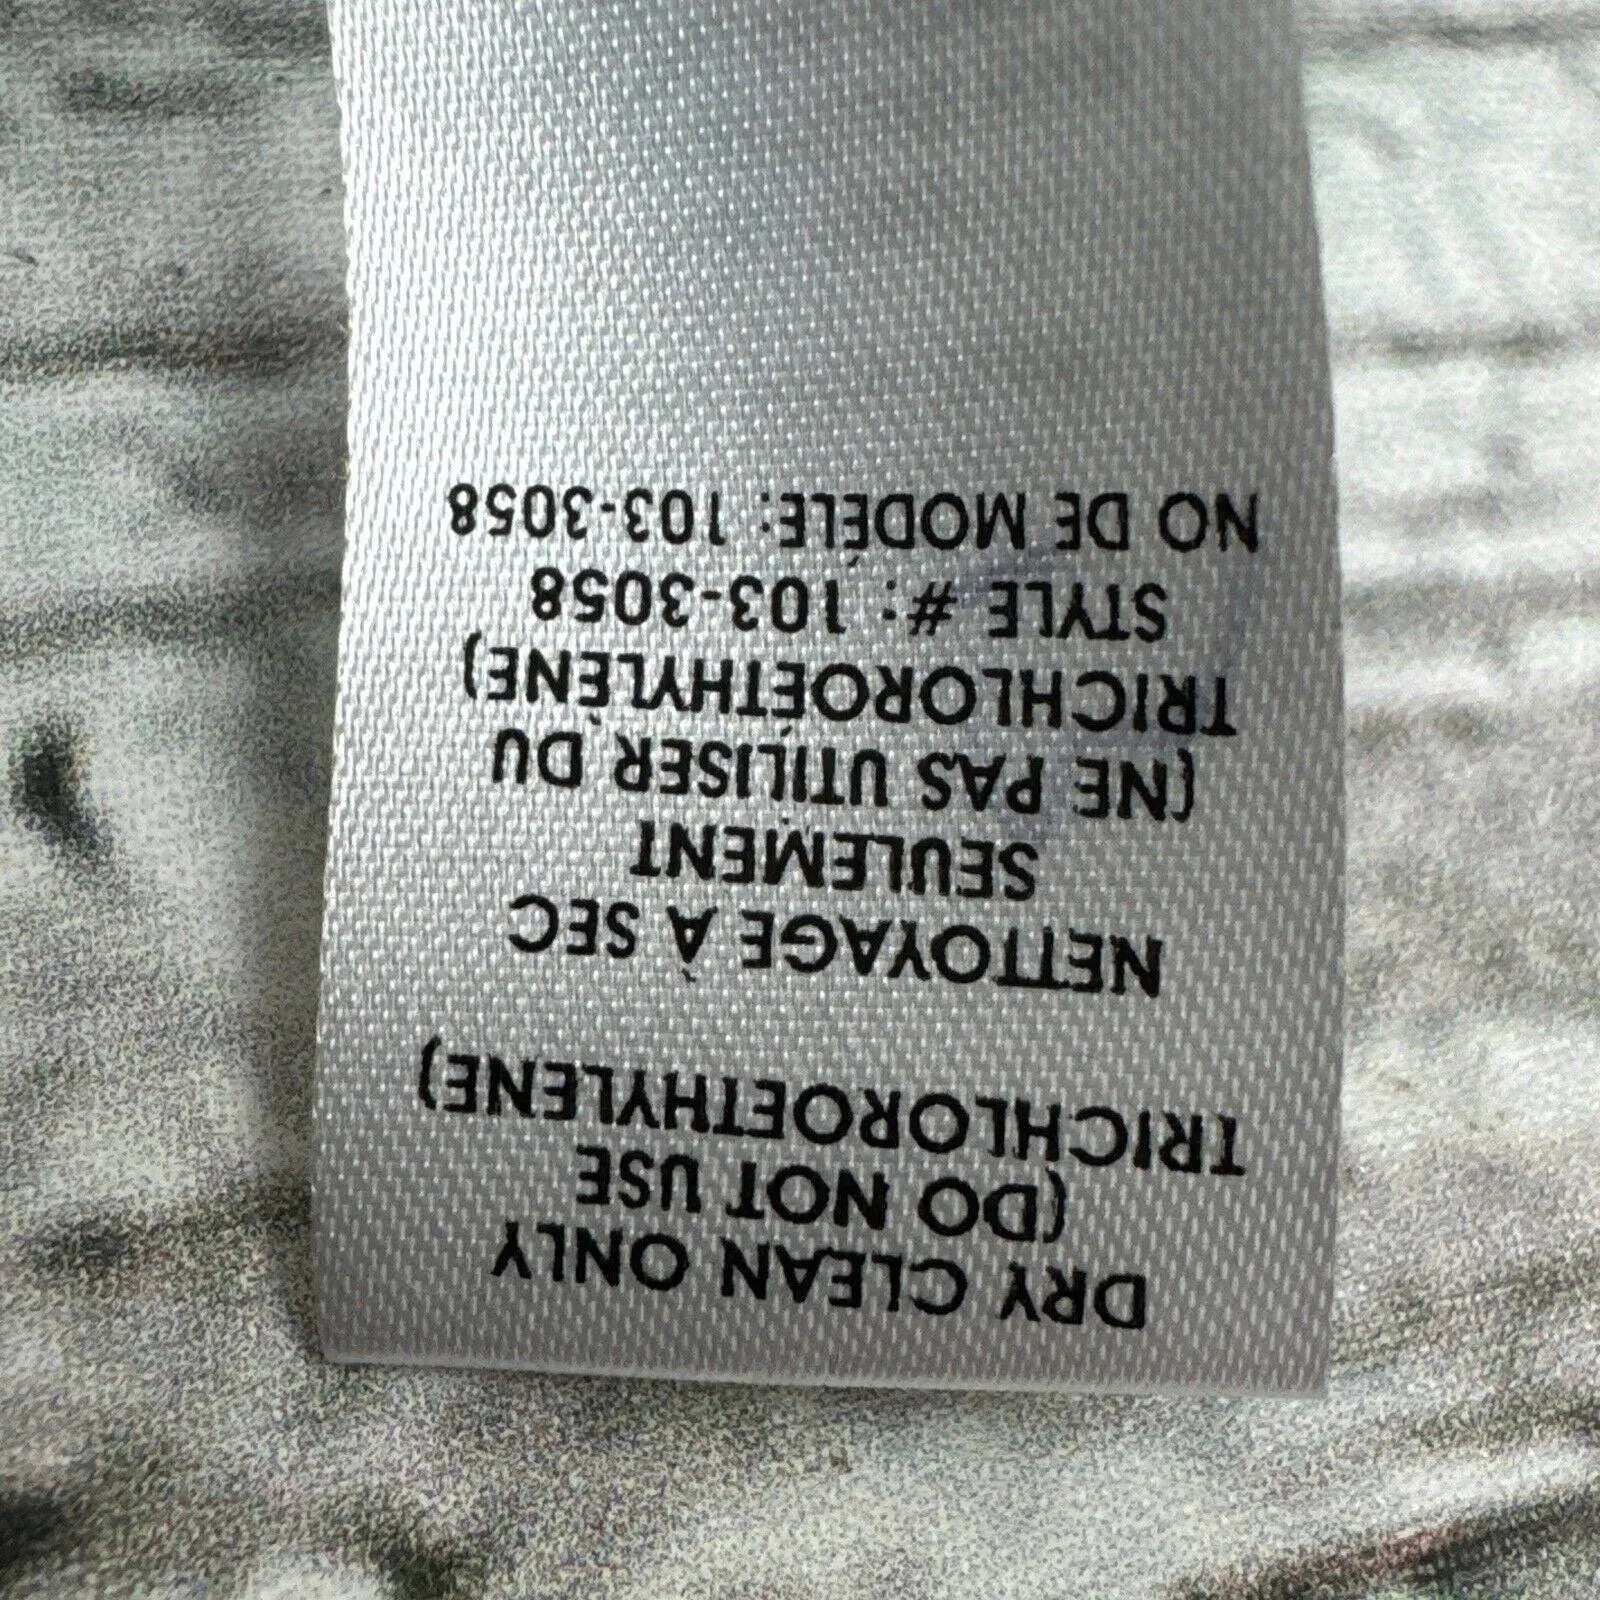 DRY CLEAN ONLY
(DO NOT USE
TRICHLOROETHYLENE)
NETTOYAGE À SEC
SEULEMENT
(NE PAS UTILISER DU
TRICHLOROÉTHYLÈNE)
STYLE #: 103-3058
NO DE MODÉLE: 103-3058